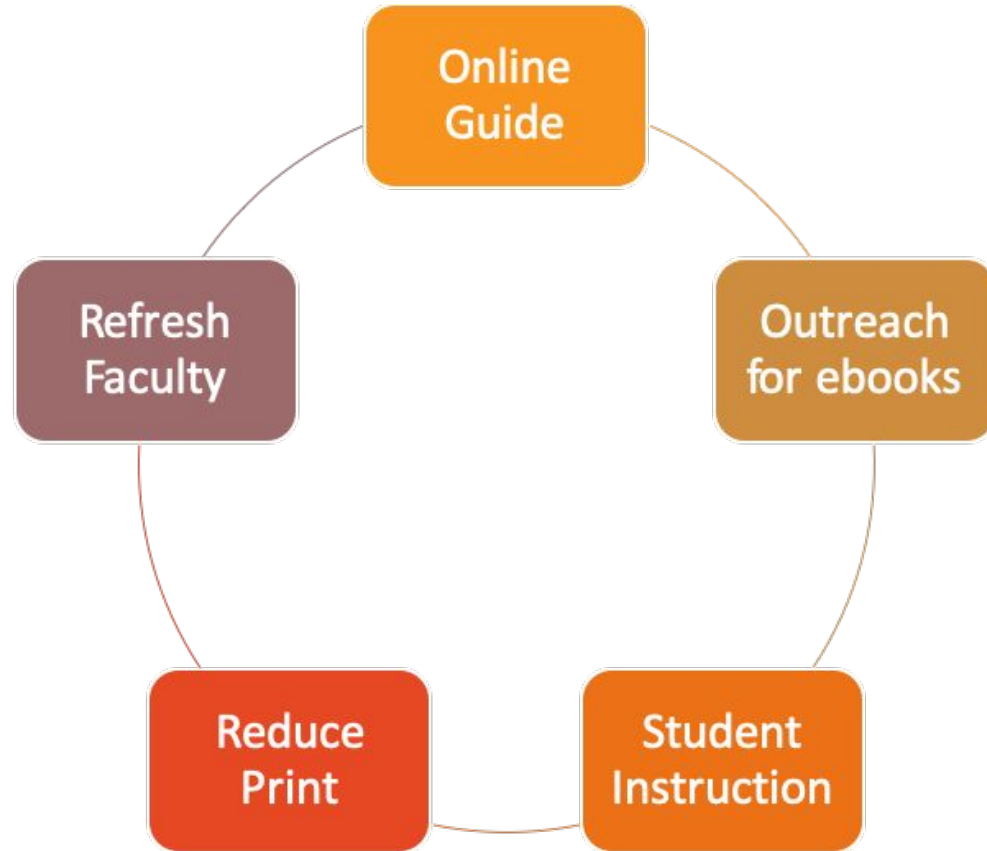 Online
Guide
Outreach
for ebooks
Student
Instruction
Reduce
Print
Refresh
Faculty